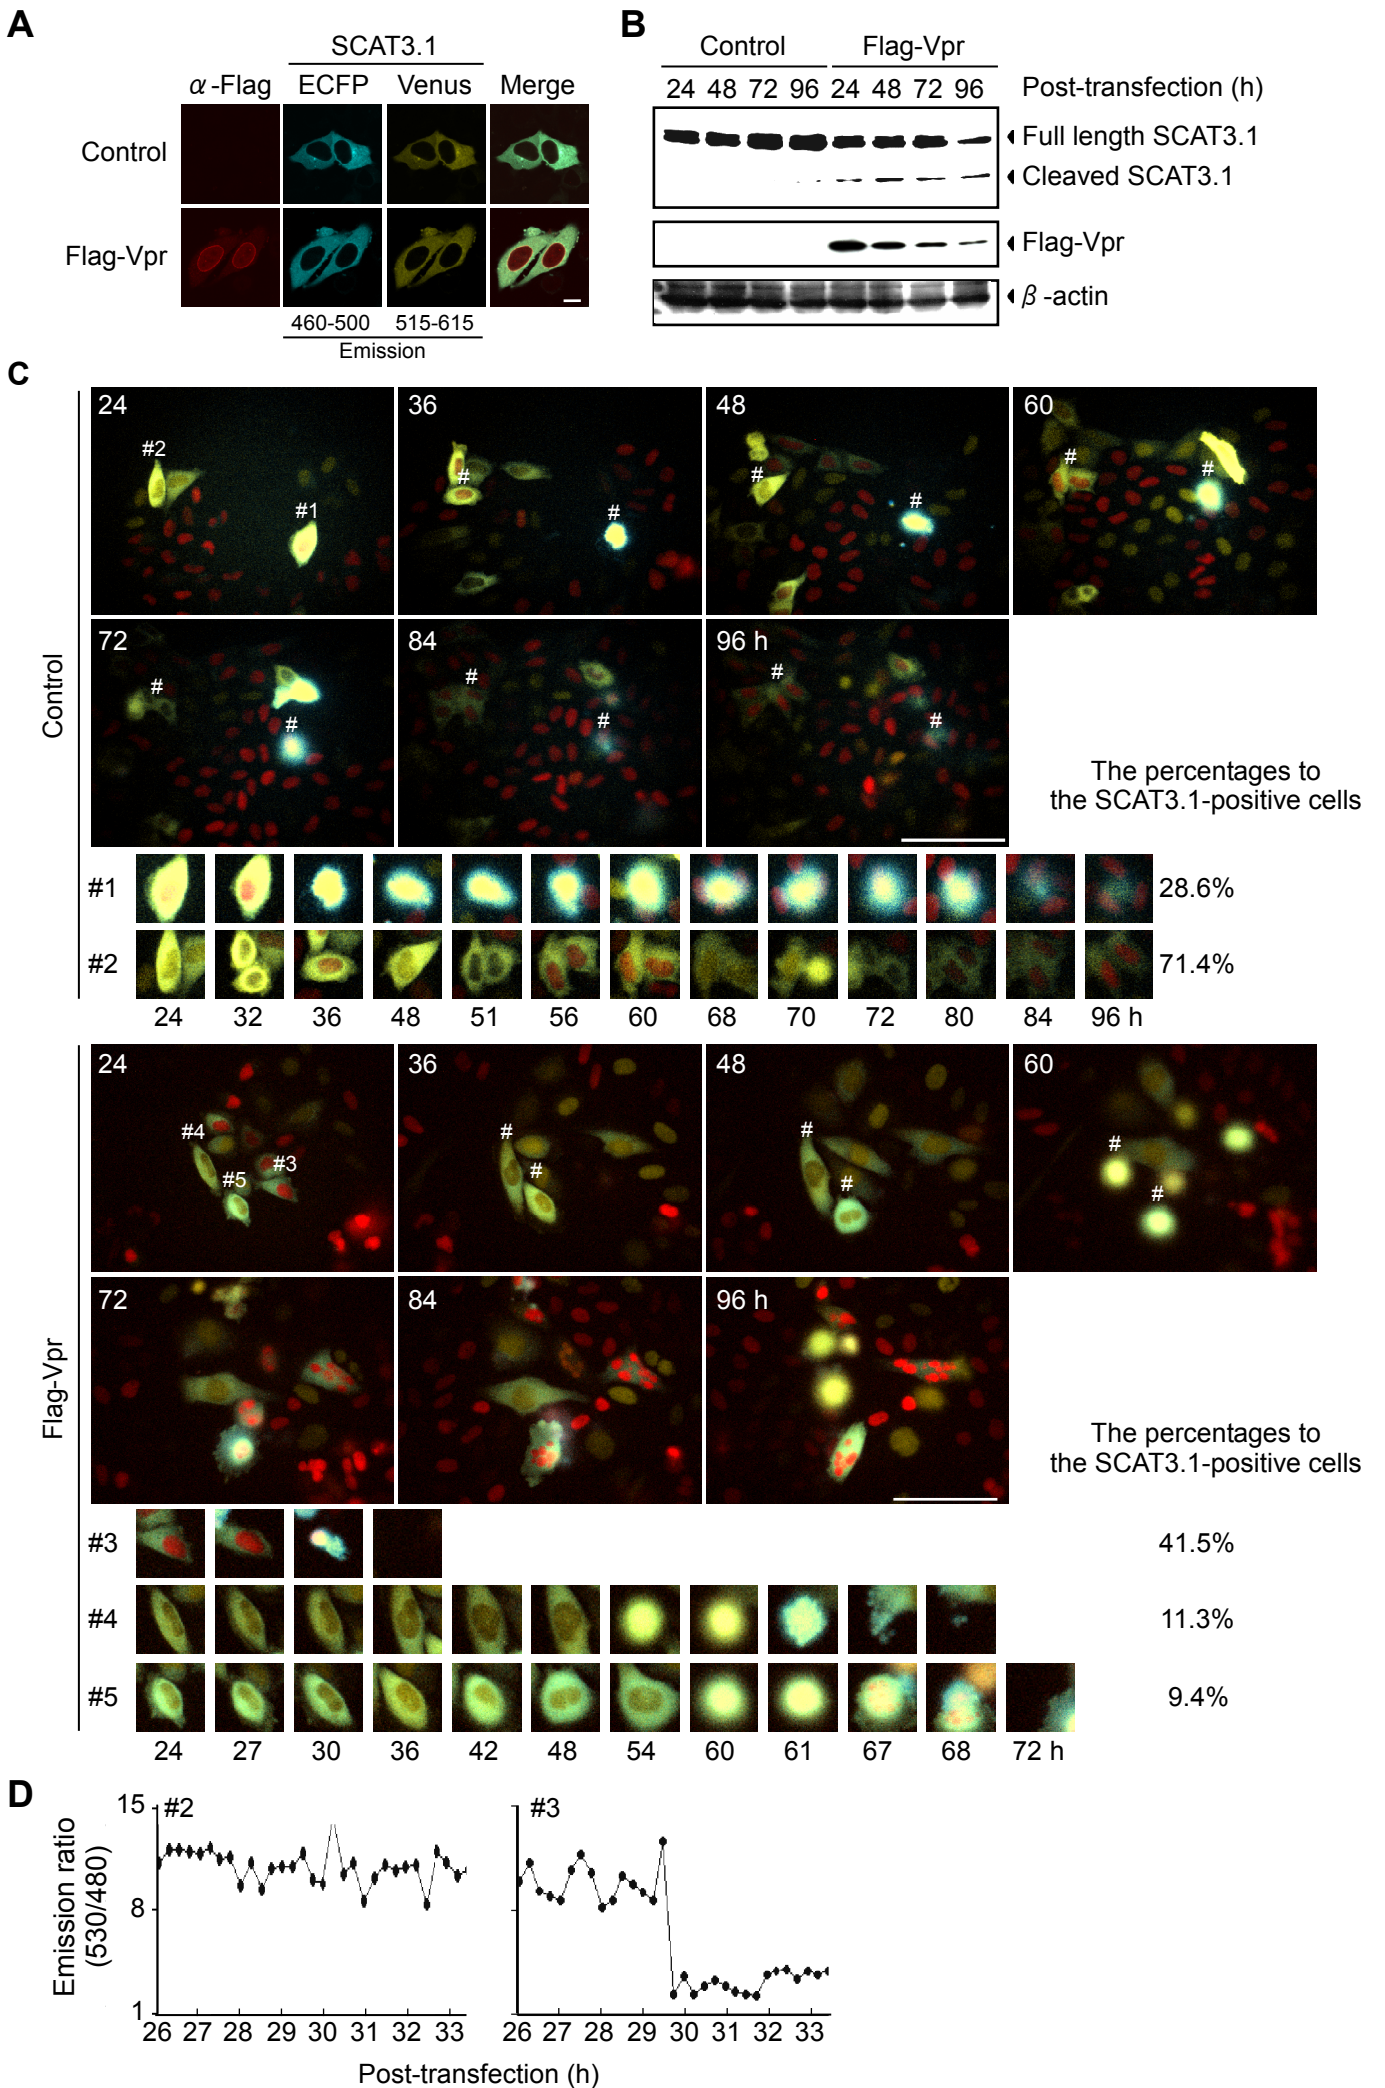 A
SCAT3.1
α-Flag ECFP Venus Merge
Control
Flag-Vpr
460-500 515-615
Emission
B
Control Flag-Vpr
24 48 72 96 24 48 72 96 Post-transfection (h)
Full length SCAT3.1
Cleaved SCAT3.1
Flag-Vpr
β-actin
C
Control
24 36 48 60
#2 #1
# #
# #
# #
72 84 96 h
# #
# #
# #
The percentages to
the SCAT3.1-positive cells
#1 28.6%
#2 71.4%
24 32 36 48 51 56 60 68 70 72 80 84 96 h
Flag-Vpr
24 36 48 60
#4 #3 #5
# #
# #
# #
72 84 96 h
The percentages to
the SCAT3.1-positive cells
#3 41.5%
#4 11.3%
#5 9.4%
24 27 30 36 42 48 54 60 61 67 68 72 h
D
Emission ratio
(530/480)
15
8
1
#2
26 27 28 29 30 31 32 33
#3
26 27 28 29 30 31 32 33
Post-transfection (h)